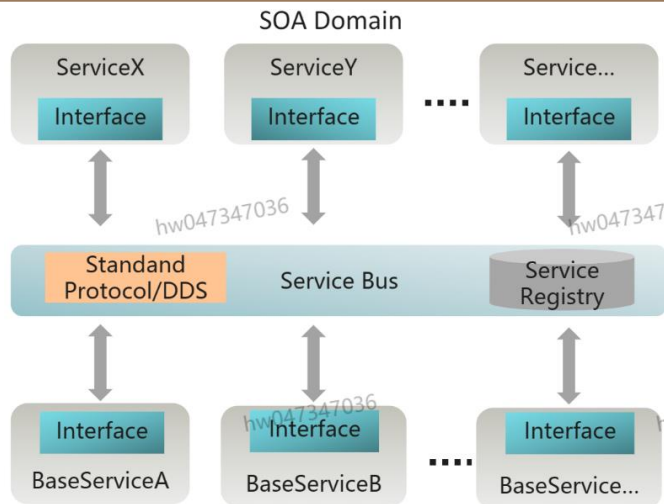 SOA Domain
ServiceX
ServiceY
Service...
Interface
Interface
....
Interface
hw047347036
hw04734
Standand
Protocol/DDS
Service Bus
Service
Registry
hw047347036
Interface
Interface
Interface
BaseServiceA
BaseServiceB
....
BaseService...